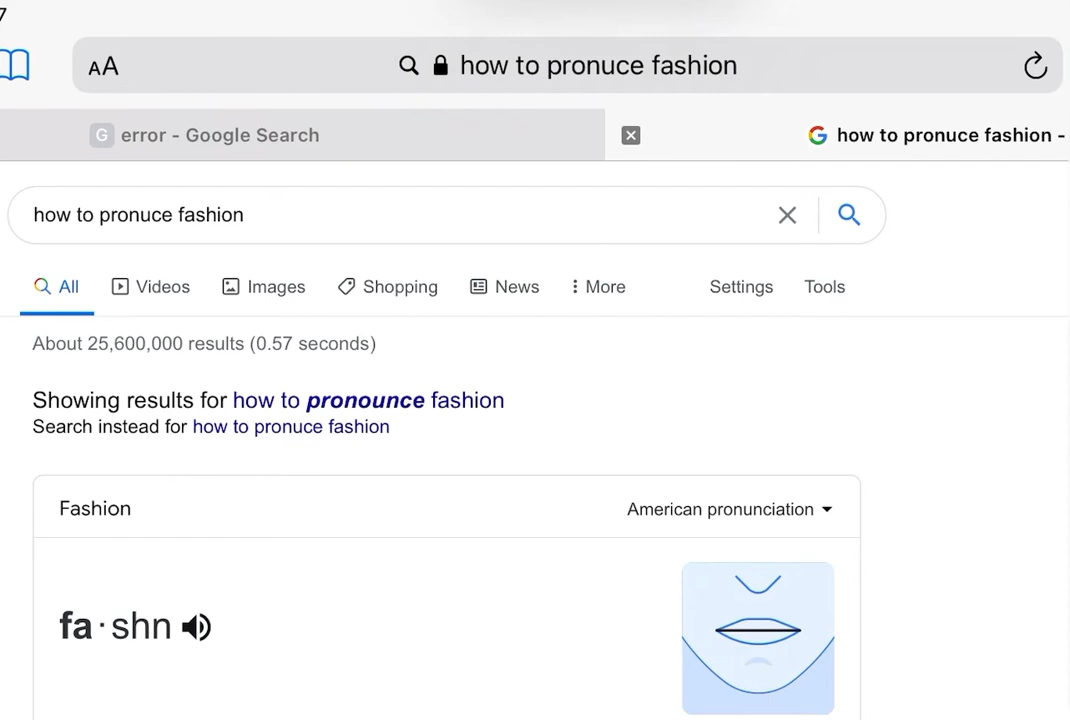 7
AA how to pronuce fashion
G error - Google Search
how to pronuce fashion -
how to pronuce fashion
All Videos Images Shopping News More Settings Tools
About 25,600,000 results (0.57 seconds)
Showing results for how to pronounce fashion
Search instead for how to pronuce fashion
Fashion American pronunciation
fa · shn